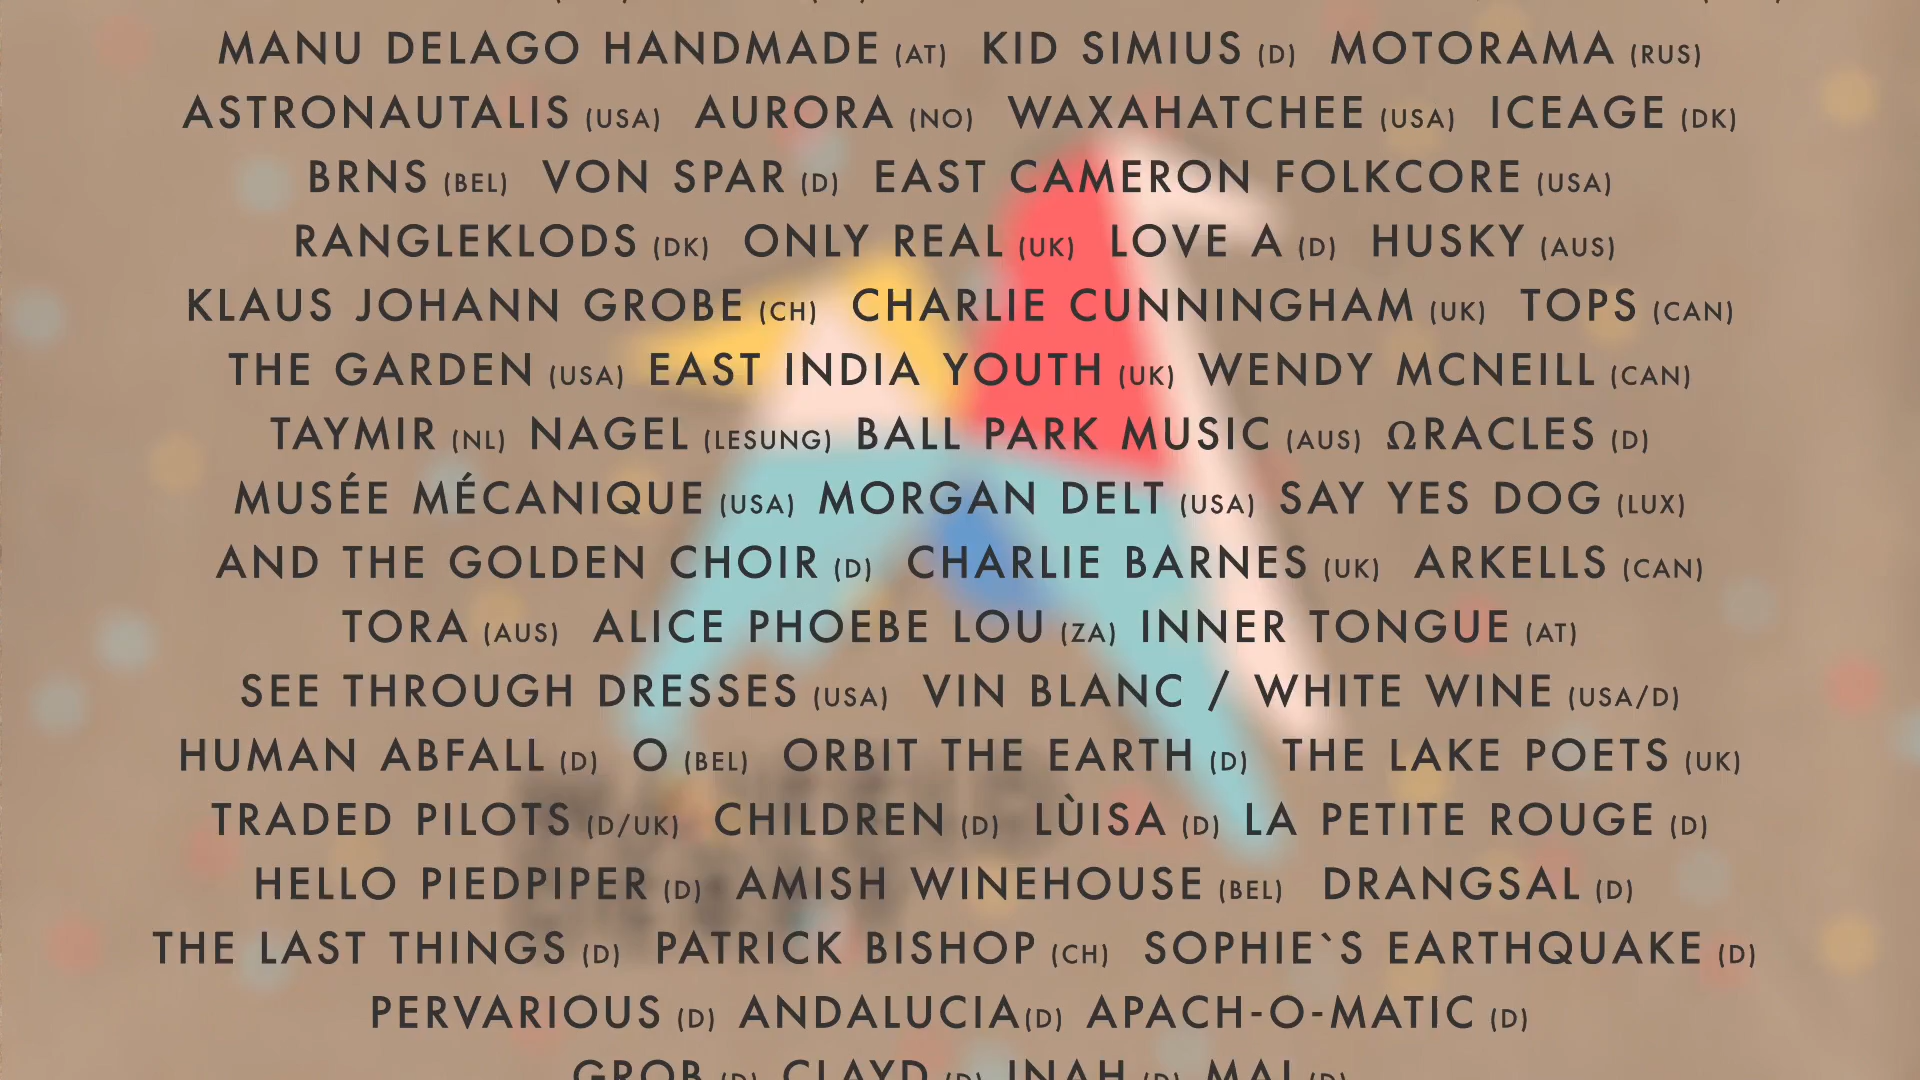 MANU DELAGO HANDMADE (AT) KID SIMIUS (D) MOTORAMA (RUS)
ASTRONAUTALIS (USA) AURORA (NO) WAXAHATCHEE (USA) ICEAGE (DK)
BRNS (BEL) VON SPAR (D) EAST CAMERON FOLKCORE (USA)
RANGLEKLODS (DK) ONLY REAL (UK) LOVE A (D) HUSKY (AUS)
KLAUS JOHANN GROBE (CH) CHARLIE CUNNINGHAM (UK) TOPS (CAN)
THE GARDEN (USA) EAST INDIA YOUTH (UK) WENDY MCNEILL (CAN)
TAYMIR (NL) NAGEL (LESUNG) BALL PARK MUSIC (AUS) ΩRACLES (D)
MUSÉE MÉCANIQUE (USA) MORGAN DELT (USA) SAY YES DOG (LUX)
AND THE GOLDEN CHOIR (D) CHARLIE BARNES (UK) ARKELLS (CAN)
TORA (AUS) ALICE PHOEBE LOU (ZA) INNER TONGUE (AT)
SEE THROUGH DRESSES (USA) VIN BLANC / WHITE WINE (USA/D)
HUMAN ABFALL (D) O (BEL) ORBIT THE EARTH (D) THE LAKE POETS (UK)
TRADED PILOTS (D/UK) CHILDREN (D) LÙISA (D) LA PETITE ROUGE (D)
HELLO PIEDPIPER (D) AMISH WINEHOUSE (BEL) DRANGSAL (D)
THE LAST THINGS (D) PATRICK BISHOP (CH) SOPHIE`S EARTHQUAKE (D)
PERVARIOUS (D) ANDALUCIA(D) APACH-O-MATIC (D)
GROB (D) CLAYD (D) INAH (D)